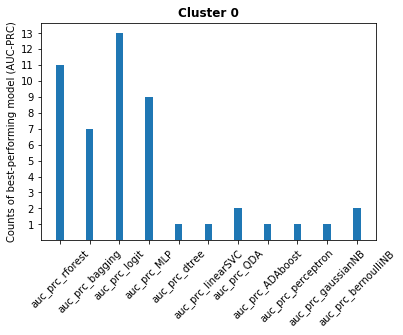 Cluster 0
Counts of best-performing model (AUC-PRC)
13
12
11
10
9
8
7
6
5
4
3
2
1
auc_prc_rforest
auc_prc_bagging
auc_prc_logit
auc_prc_MLP
auc_prc_dtree
auc_prc_linearSVC
auc_prc_QDA
auc_prc_ADAboost
auc_prc_perceptron
auc_prc_gaussianNB
auc_prc_bernoulliNB